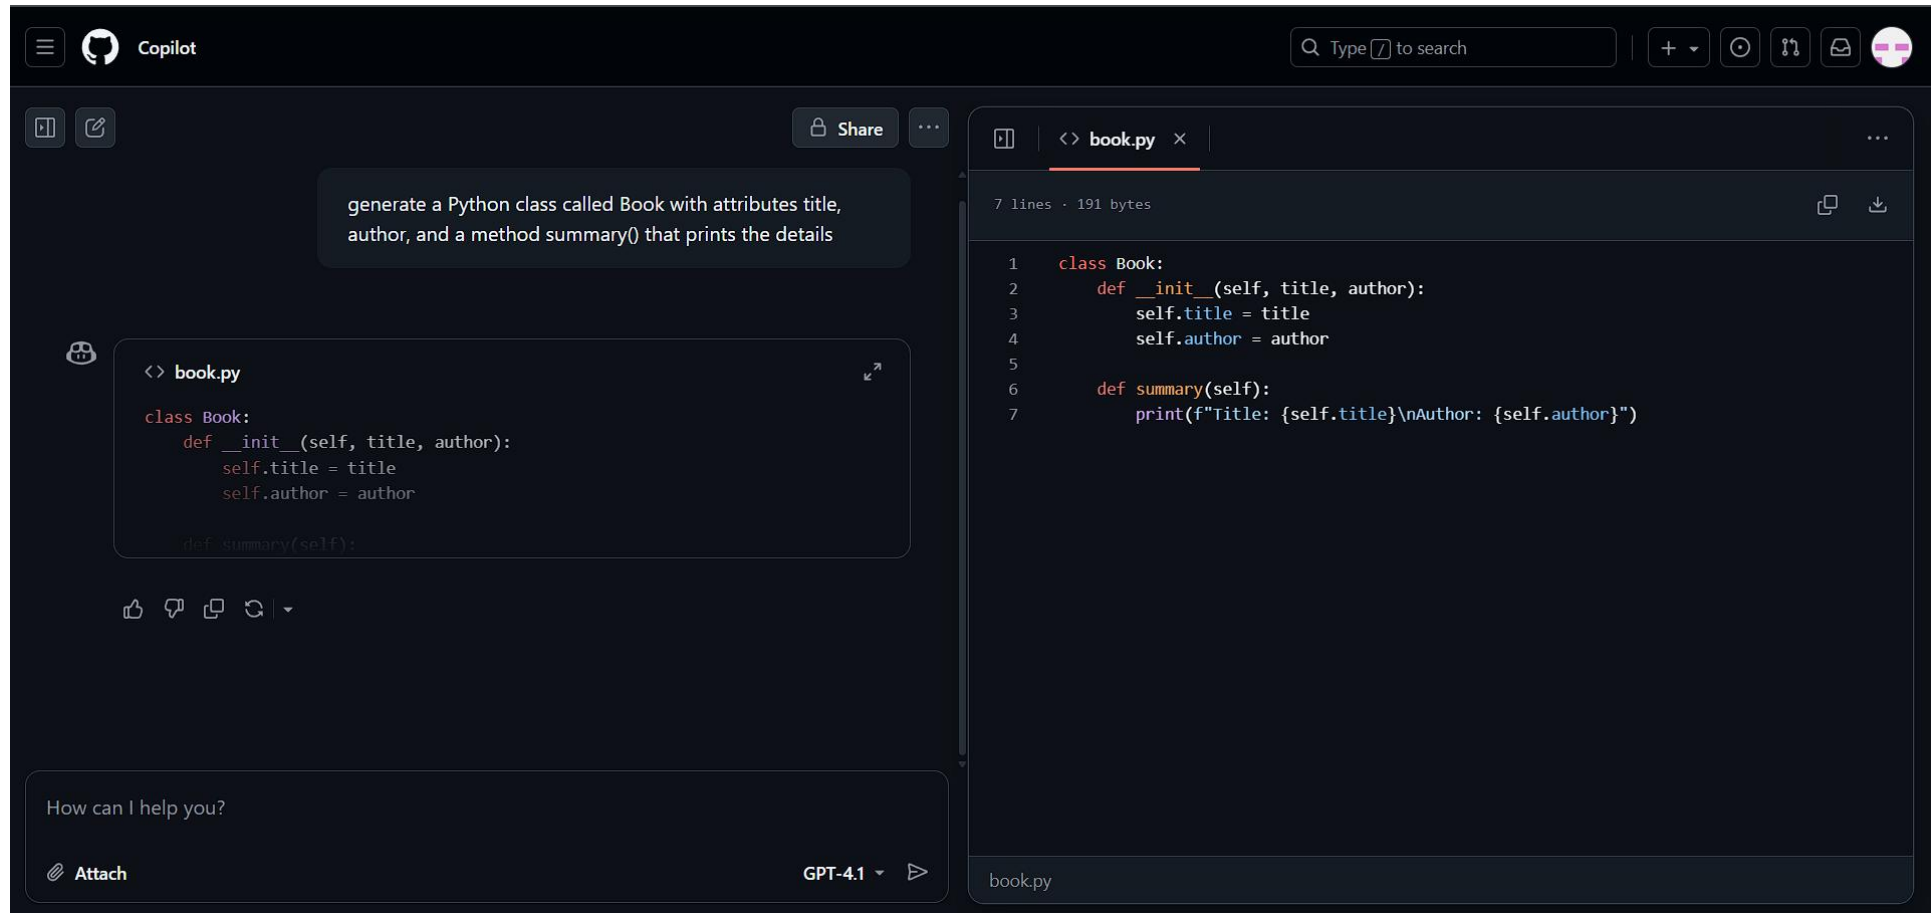 Copilot
Type / to search
Share
generate a Python class called Book with attributes title,
author, and a method summary() that prints the details
book.py
class Book:
    def __init__(self, title, author):
        self.title = title
        self.author = author
    def summary(self):
How can I help you?
Attach
GPT-4.1
book.py
7 lines · 191 bytes
1 class Book:
2     def __init__(self, title, author):
3         self.title = title
4         self.author = author
5
6     def summary(self):
7         print(f"Title: {self.title}\nAuthor: {self.author}")
book.py